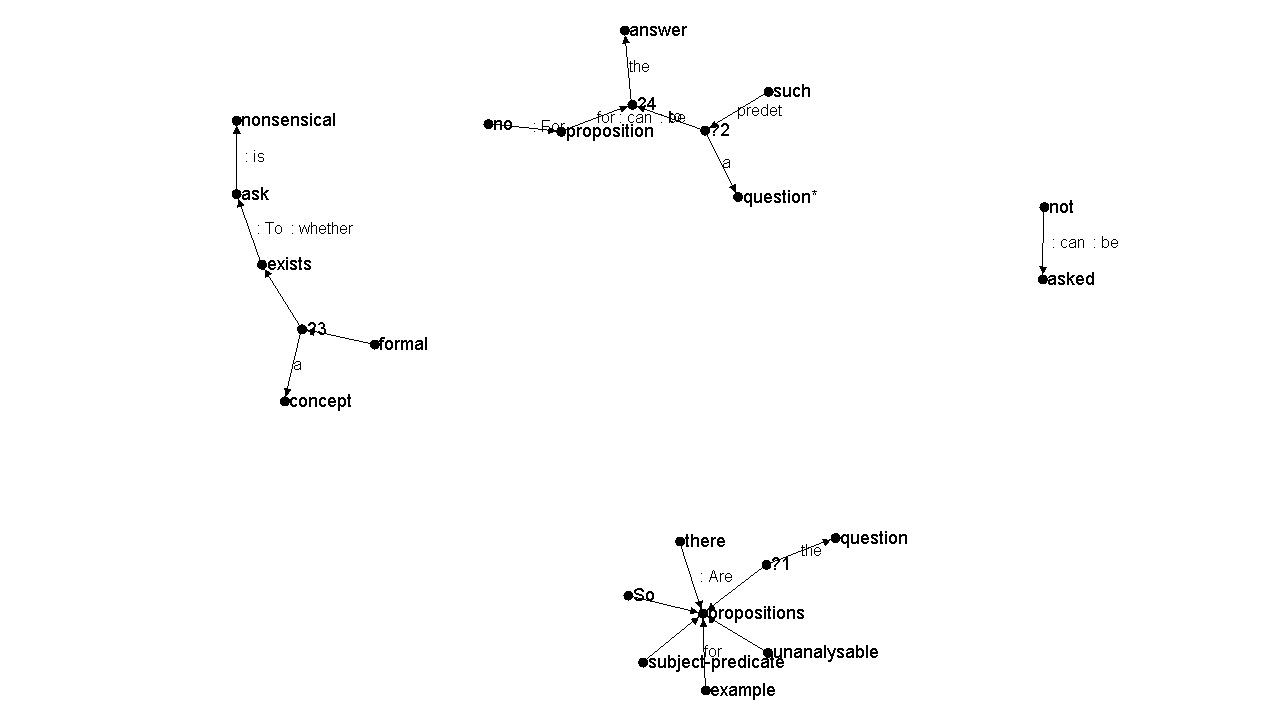 answer
the
such
?4
predet
no
: For
proposition
for : can : be
to
?2
a
question*
nonsensical
: is
ask
: To : whether
exists
?3
formal
a
concept
not
: can : be
asked
there
question
the
?1
: Are
So
propositions
for
unanalysable
subject-predicate
example